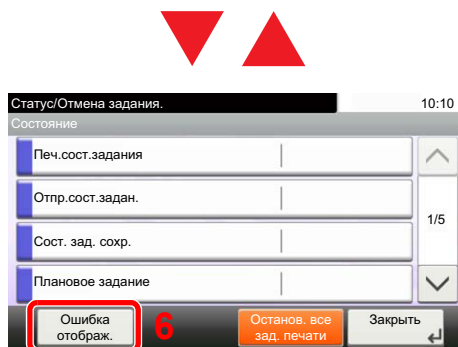 Статус/Отмена задания. 10:10
Состояние
Печ.сост.задания
Отпр.сост.задан.
1/5
Сост. зад. сохр.
Плановое задание
Ошибка
отображ.
6
Останов. все
зад. печати
Закрыть